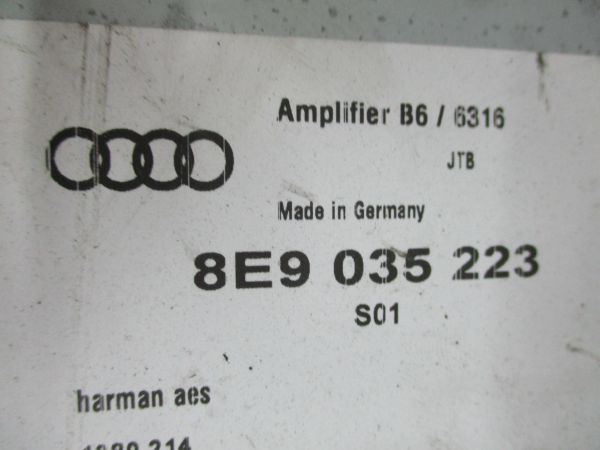 Amplifier B6 / 6316
JTB
Made in Germany
8E9 035 223
S01
harman aes